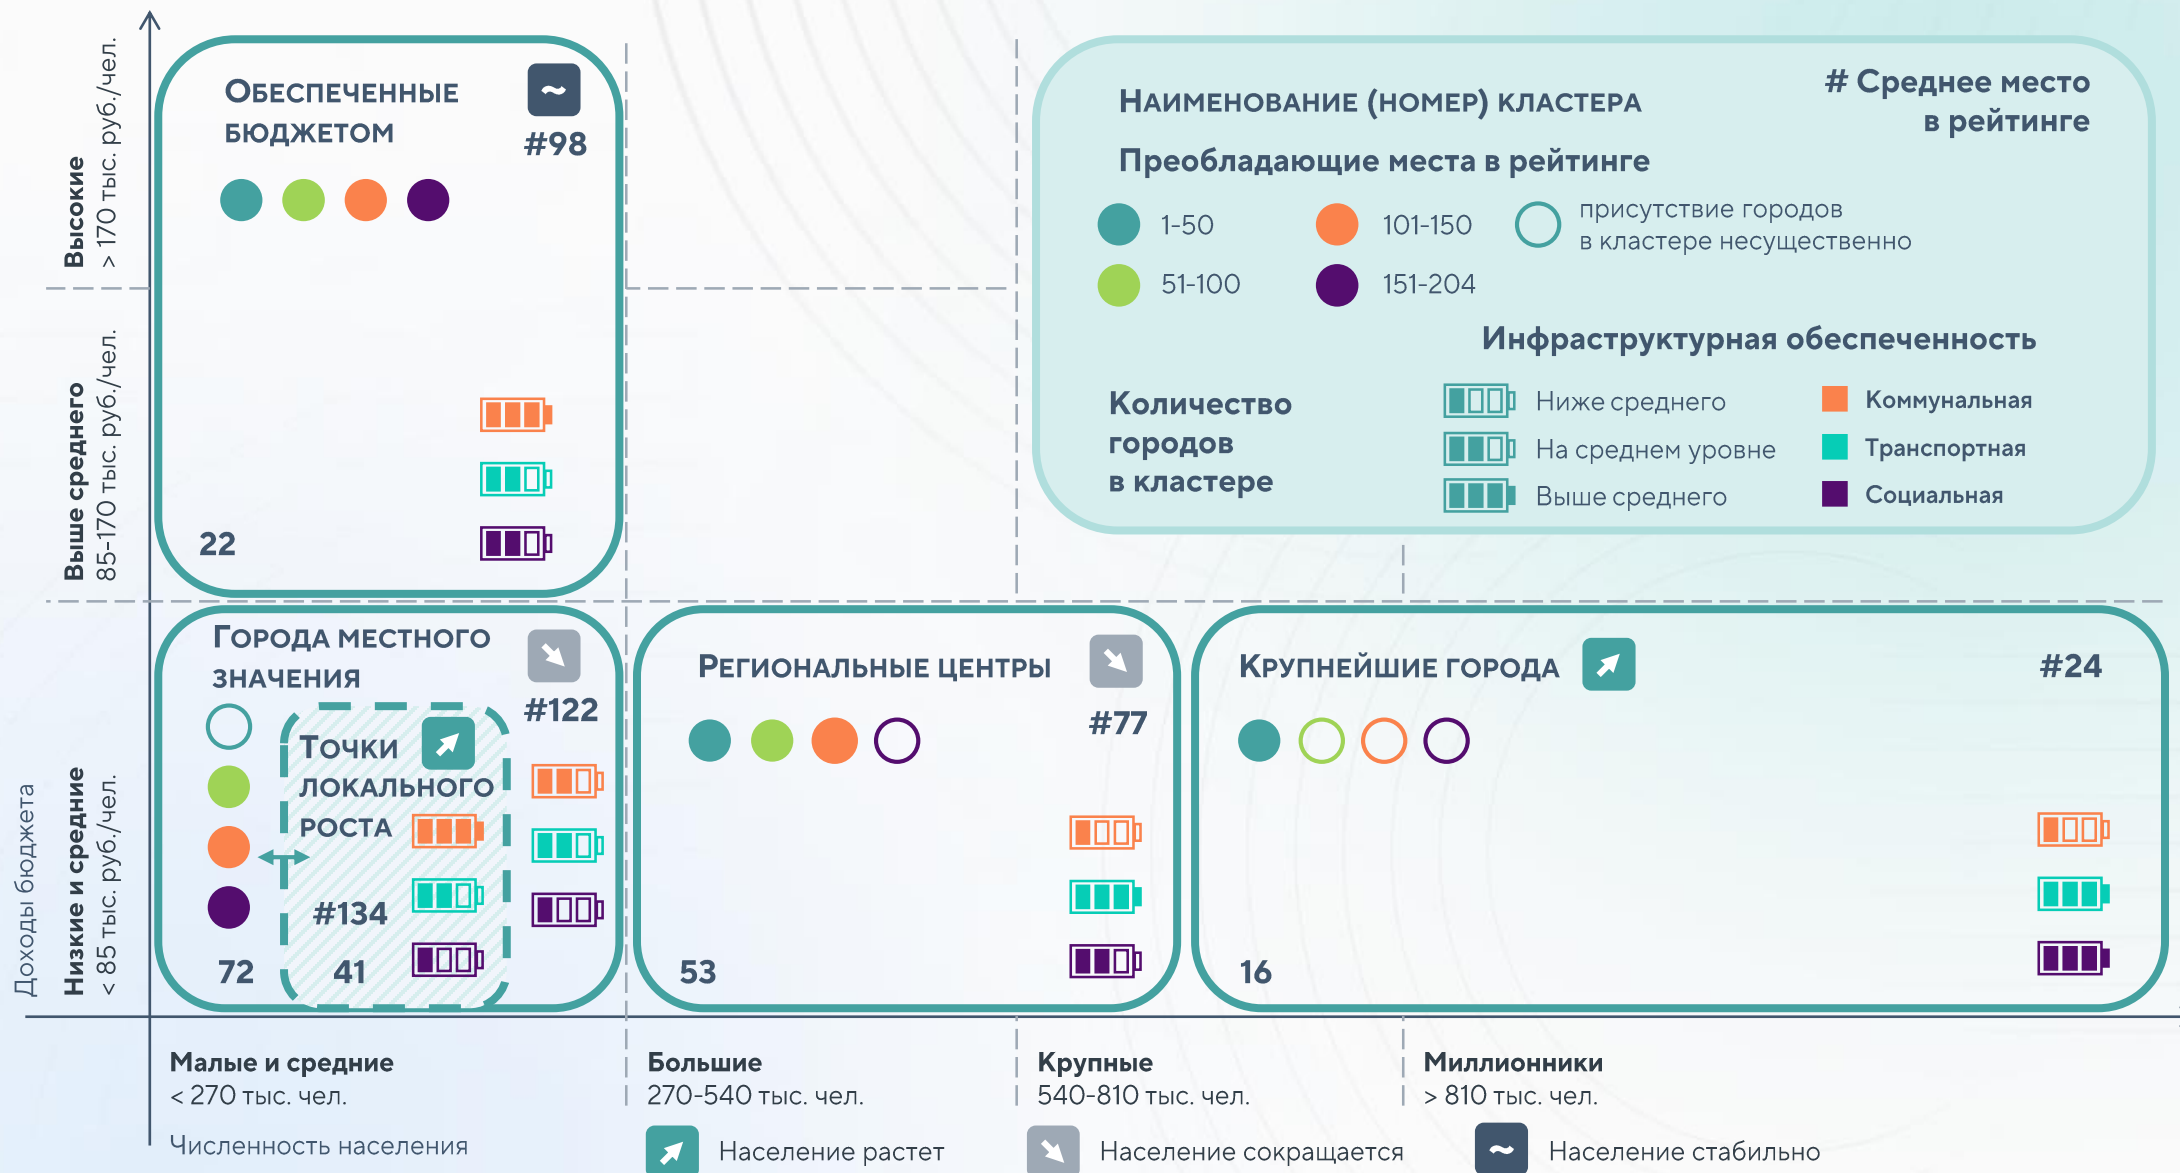 Обеспеченные
бюджетом
#98
22
# Среднее место
в рейтинге
Наименование (номер) кластера
Преобладающие места в рейтинге
1-50
101-150
присутствие городов
в кластере несущественно
51-100
151-204
Инфраструктурная обеспеченность
Количество
городов
в кластере
Ниже среднего
Коммунальная
На среднем уровне
Транспортная
Выше среднего
Социальная
Города местного
значения
#122
Точки
локального
роста
#134
72
41
Региональные центры
#77
53
Крупнейшие города
#24
16
Доходы бюджета
Высокие
> 170 тыс. руб./чел.
Выше среднего
85-170 тыс. руб./чел.
Низкие и средние
< 85 тыс. руб./чел.
Малые и средние
< 270 тыс. чел.
Большие
270-540 тыс. чел.
Крупные
540-810 тыс. чел.
Миллионники
> 810 тыс. чел.
Численность населения
Население растет
Население сокращается
Население стабильно